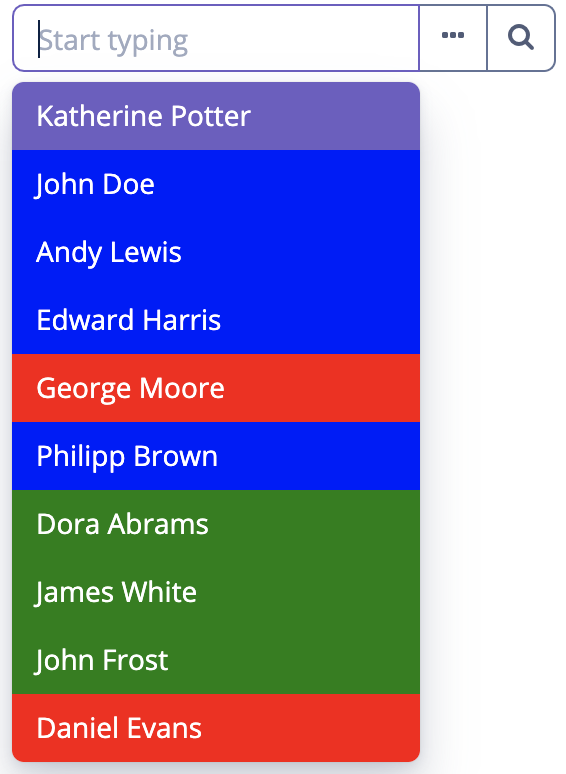 Start typing
Katherine Potter
John Doe
Andy Lewis
Edward Harris
George Moore
Philipp Brown
Dora Abrams
James White
John Frost
Daniel Evans